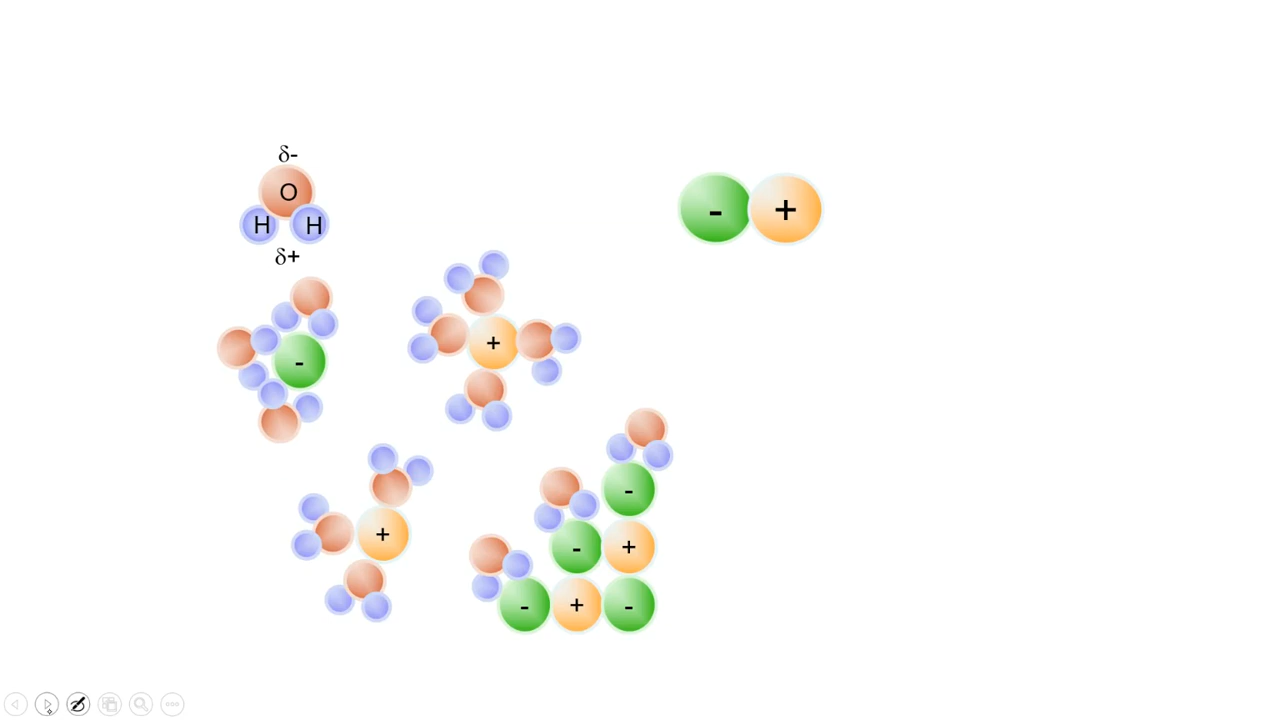 δ-
O
H H
δ+
- +
-
+
+
-
- +
- + -